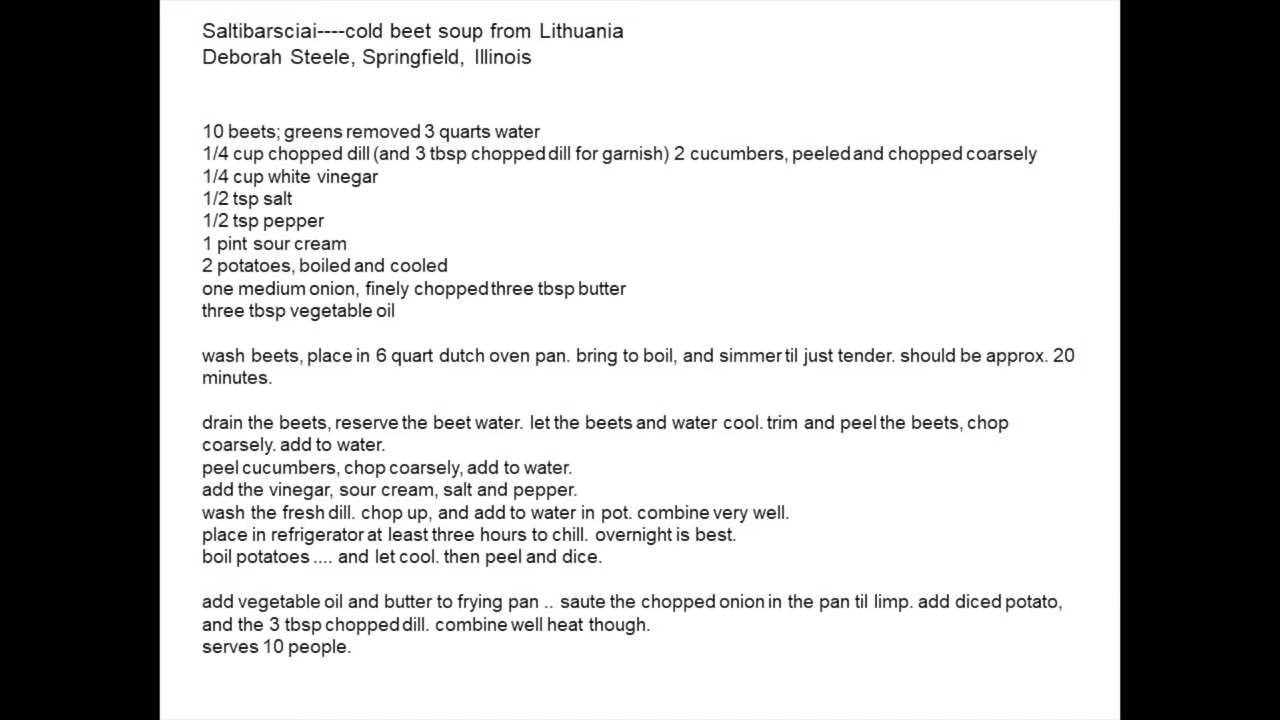 Saltibarsciai----cold beet soup from Lithuania
Deborah Steele, Springfield, Illinois
10 beets; greens removed 3 quarts water
1/4 cup chopped dill (and 3 tbsp chopped dill for garnish) 2 cucumbers, peeled and chopped coarsely
1/4 cup white vinegar
1/2 tsp salt
1/2 tsp pepper
1 pint sour cream
2 potatoes, boiled and cooled
one medium onion, finely chopped three tbsp butter
three tbsp vegetable oil
wash beets, place in 6 quart dutch oven pan. bring to boil, and simmer til just tender. should be approx. 20
minutes.
drain the beets, reserve the beet water. let the beets and water cool. trim and peel the beets, chop
coarsely. add to water.
peel cucumbers, chop coarsely, add to water.
add the vinegar, sour cream, salt and pepper.
wash the fresh dill. chop up, and add to water in pot. combine very well.
place in refrigerator at least three hours to chill. overnight is best.
boil potatoes .... and let cool. then peel and dice.
add vegetable oil and butter to frying pan .. saute the chopped onion in the pan til limp. add diced potato,
and the 3 tbsp chopped dill. combine well heat though.
serves 10 people.